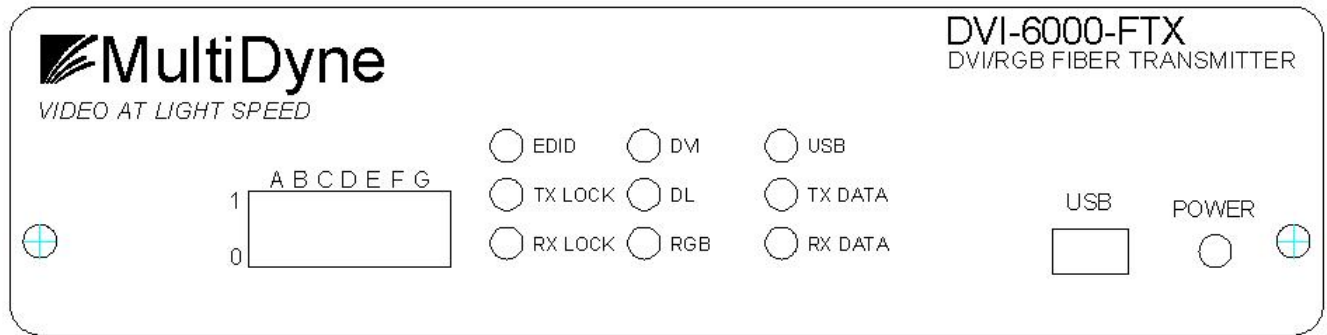 MultiDyne
VIDEO AT LIGHT SPEED
DVI-6000-FTX
DVI/RGB FIBER TRANSMITTER
A B C D E F G
1
0
EDID DVI USB
TX LOCK DL TX DATA
RX LOCK RGB RX DATA
USB
POWER